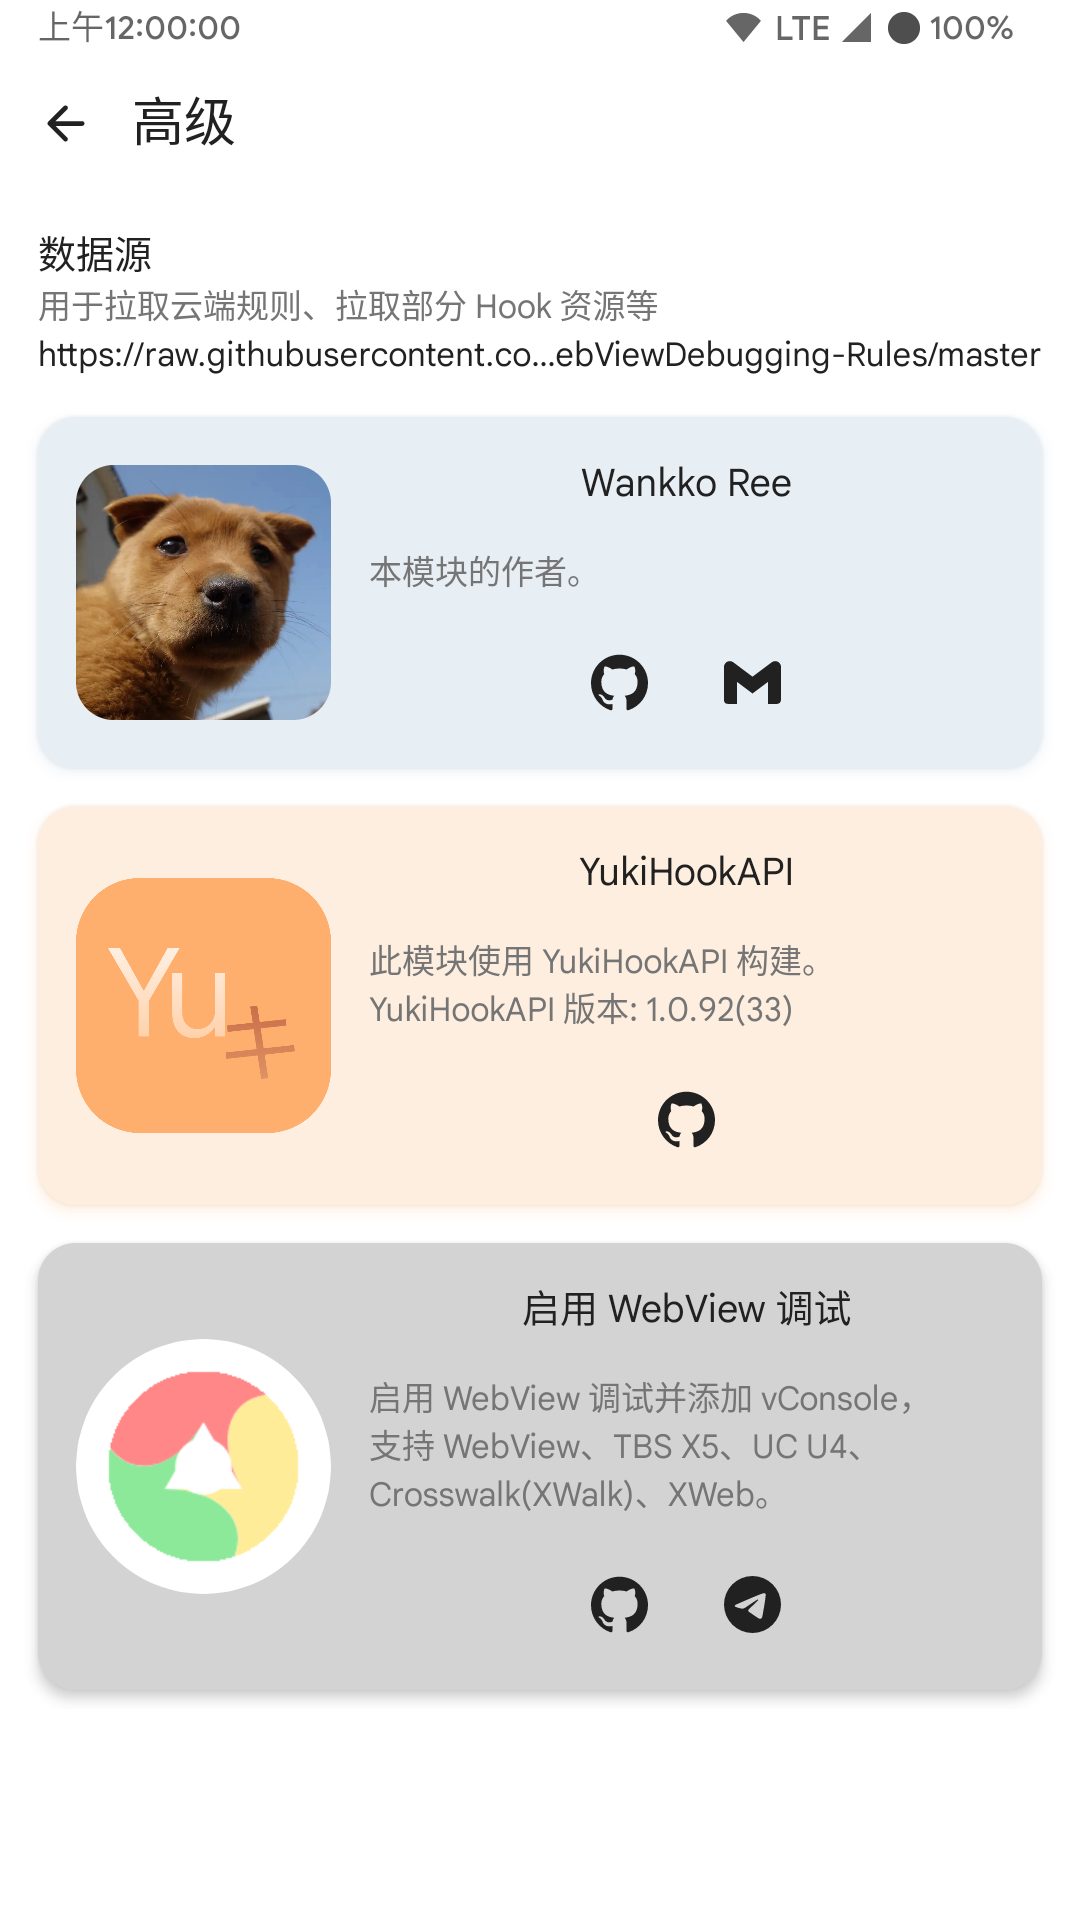 上午12:00:00 LTE 100%
高级
数据源
用于拉取云端规则、拉取部分 Hook 资源等
https://raw.githubusercontent.co...ebViewDebugging-Rules/master
Wankko Ree
本模块的作者。
YukiHookAPI
Yuキ
此模块使用 YukiHookAPI 构建。
YukiHookAPI 版本: 1.0.92(33)
启用 WebView 调试
启用 WebView 调试并添加 vConsole，
支持 WebView、TBS X5、UC U4、
Crosswalk(XWalk)、XWeb。